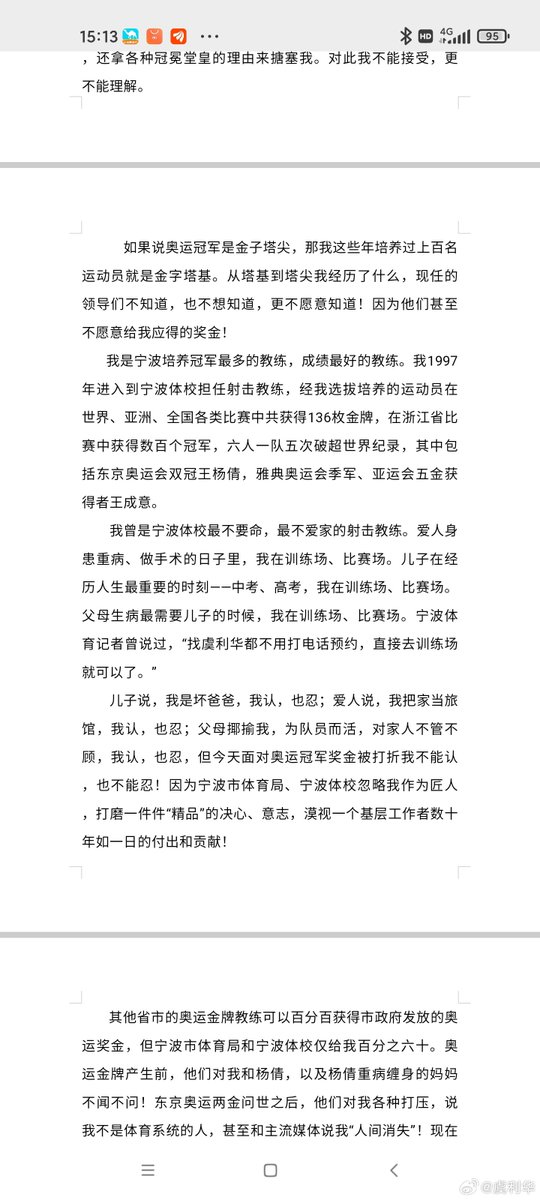 15:13
HD 4G 95
，还拿各种冠冕堂皇的理由来搪塞我。对此我不能接受，更
不能理解。
如果说奥运冠军是金子塔尖，那我这些年培养过上百名
运动员就是金字塔基。从塔基到塔尖我经历了什么，现任的
领导们不知道，也不想知道，更不愿意知道！因为他们甚至
不愿意给我应得的奖金！
我是宁波培养冠军最多的教练，成绩最好的教练。我1997
年进入到宁波体校担任射击教练，经我选拔培养的运动员在
世界、亚洲、全国各类比赛中共获得136枚金牌，在浙江省比
赛中获得数百个冠军，六人一队五次破超世界纪录，其中包
括东京奥运会双冠王杨倩，雅典奥运会季军、亚运会五金获
得者王成意。
我曾是宁波体校最不要命，最不爱家的射击教练。爱人身
患重病、做手术的日子里，我在训练场、比赛场。儿子在经
历人生最重要的时刻——中考、高考，我在训练场、比赛场。
父母生病最需要儿子的时候，我在训练场、比赛场。宁波体
育记者曾说过，“找虞利华都不用打电话预约，直接去训练场
就可以了。”
儿子说，我是坏爸爸，我认，也忍；爱人说，我把家当旅
馆，我认，也忍；父母揶揄我，为队员而活，对家人不管不
顾，我认，也忍，但今天面对奥运冠军奖金被打折我不能认
，也不能忍！因为宁波市体育局、宁波体校忽略我作为匠人
，打磨一件件“精品”的决心、意志，漠视一个基层工作者数十
年如一日的付出和贡献！
其他省市的奥运金牌教练可以百分百获得市政府发放的奥
运奖金，但宁波市体育局和宁波体校仅给我百分之六十。奥
运金牌产生前，他们对我和杨倩，以及杨倩重病缠身的妈妈
不闻不问！东京奥运两金问世之后，他们对我各种打压，说
我不是体育系统的人，甚至和主流媒体说我“人间消失”！现在
@虞利华